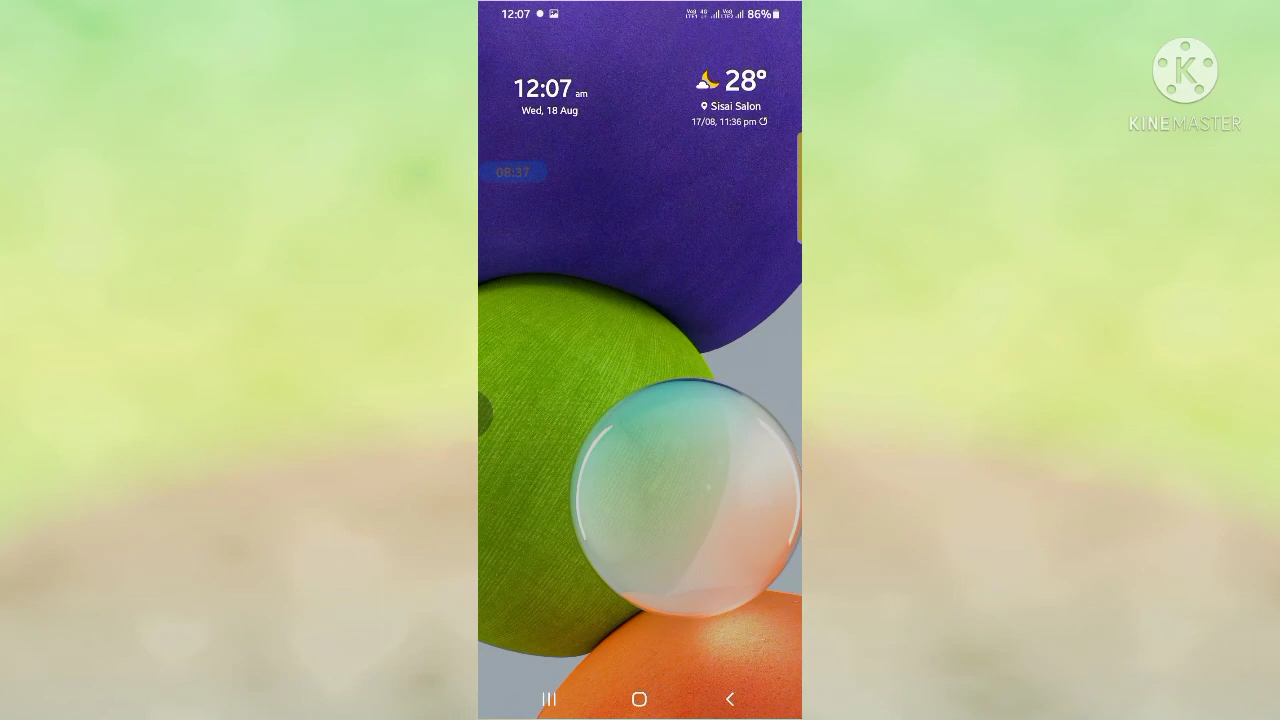 12:07
86%
12:07 am
Wed, 18 Aug
28°
Sisai Salon
17/08, 11:36 pm
08:37
KINEMASTER